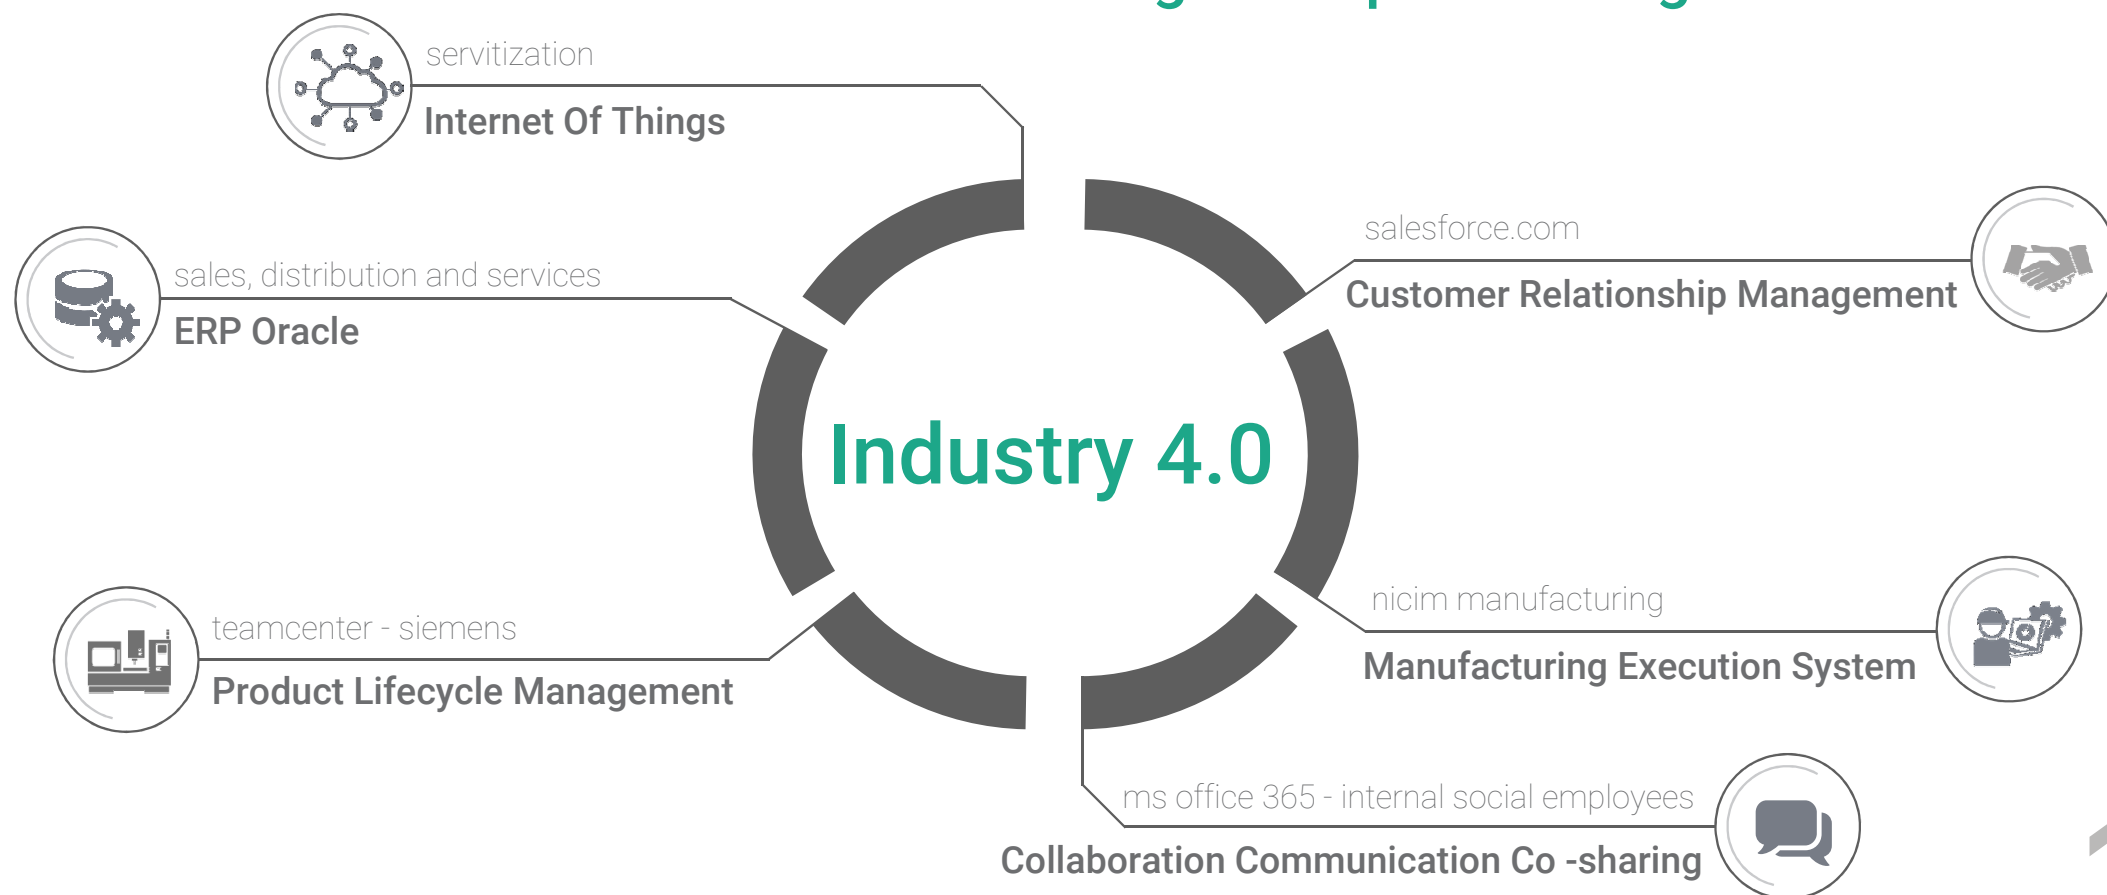 servitization
Internet Of Things
salesforce.com
Customer Relationship Management
sales, distribution and services
ERP Oracle
Industry 4.0
nicim manufacturing
Manufacturing Execution System
teamcenter - siemens
Product Lifecycle Management
ms office 365 - internal social employees
Collaboration Communication Co -sharing